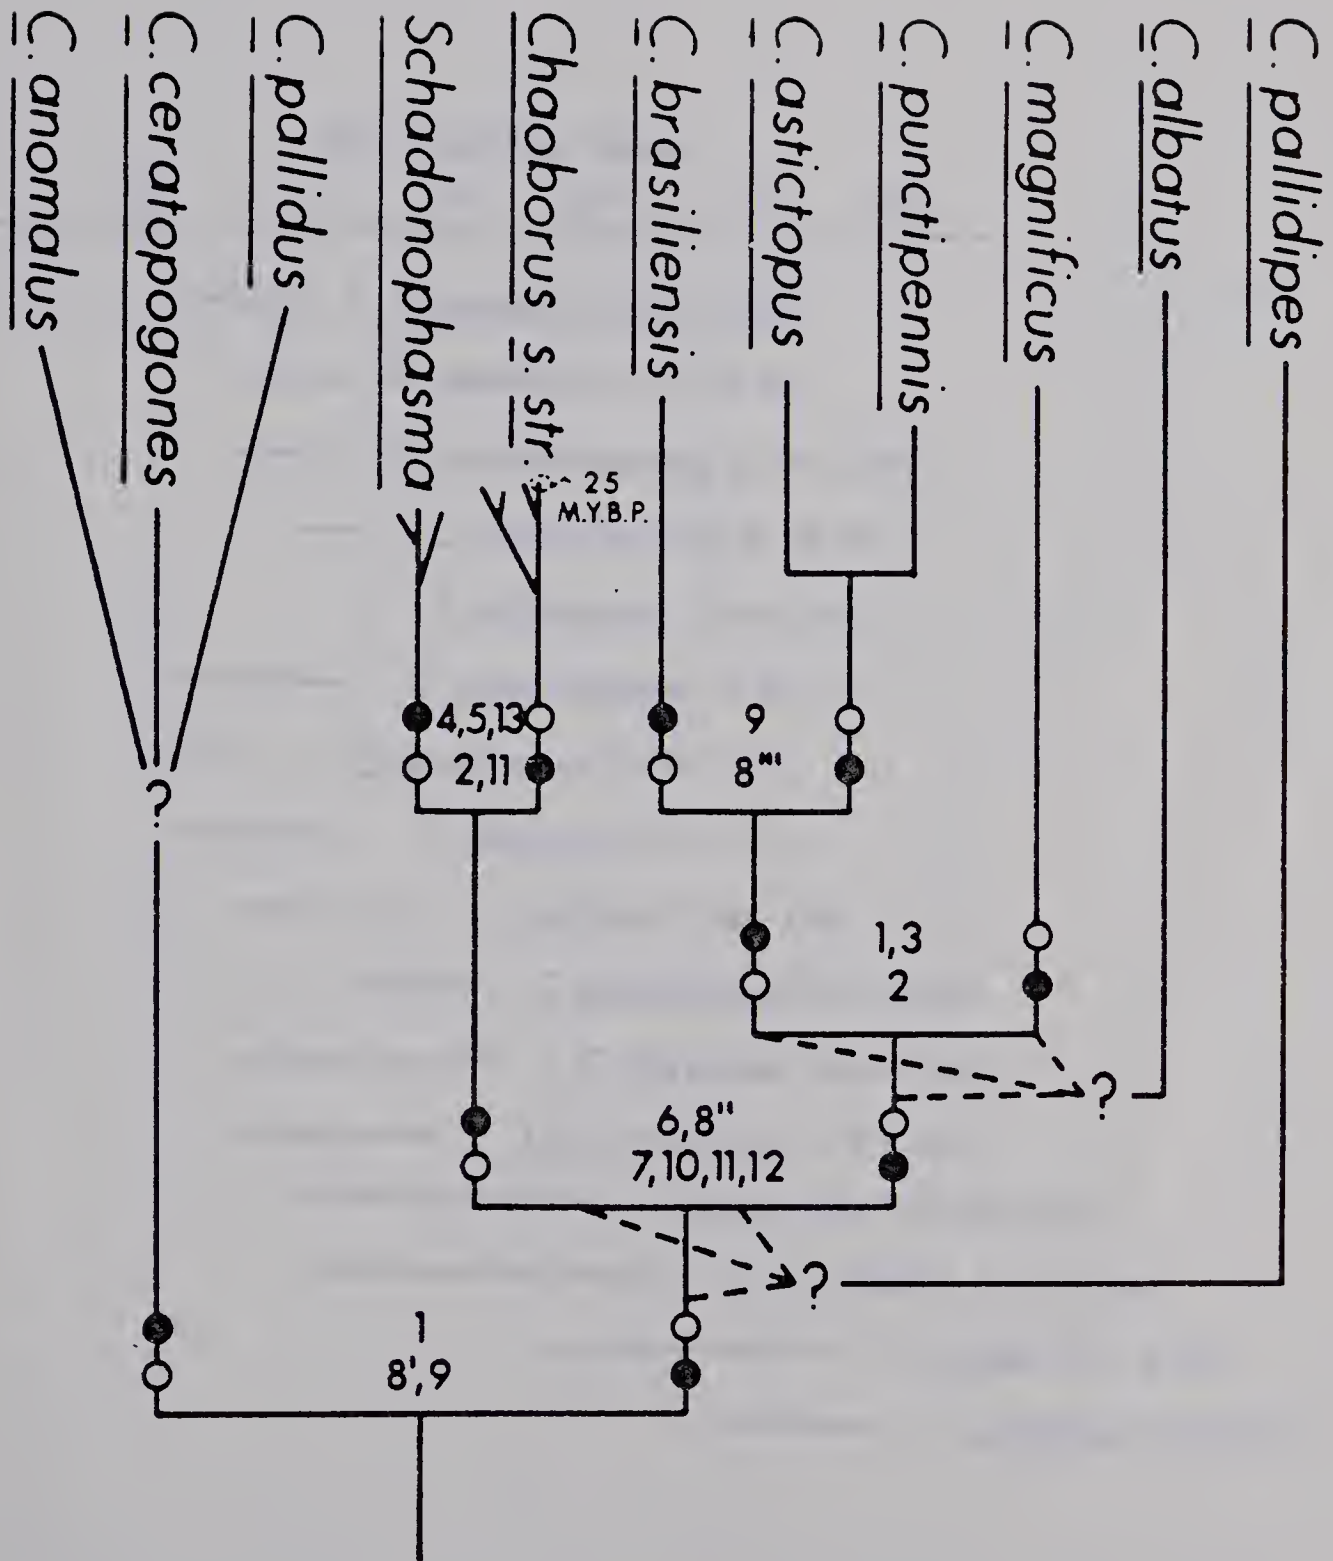 C. anomalus
C. ceratopogones
C. pallidus
Schadonophasma
Chaoborus s. str.
C. brasiliensis
C. astictopus
C. punctipennis
C. magnificus
C. albatus
C. pallidipes
25
M.Y.B.P.
4,5,13
2,11
9
8'''
?
1,3
2
?
6,8''
7,10,11,12
?
1
8',9